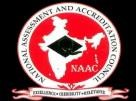 NATIONAL ASSESSMENT AND ACCREDITATION COUNCIL
NAAC
EXCELLENCE • CREDIBILITY • RELEVANCE